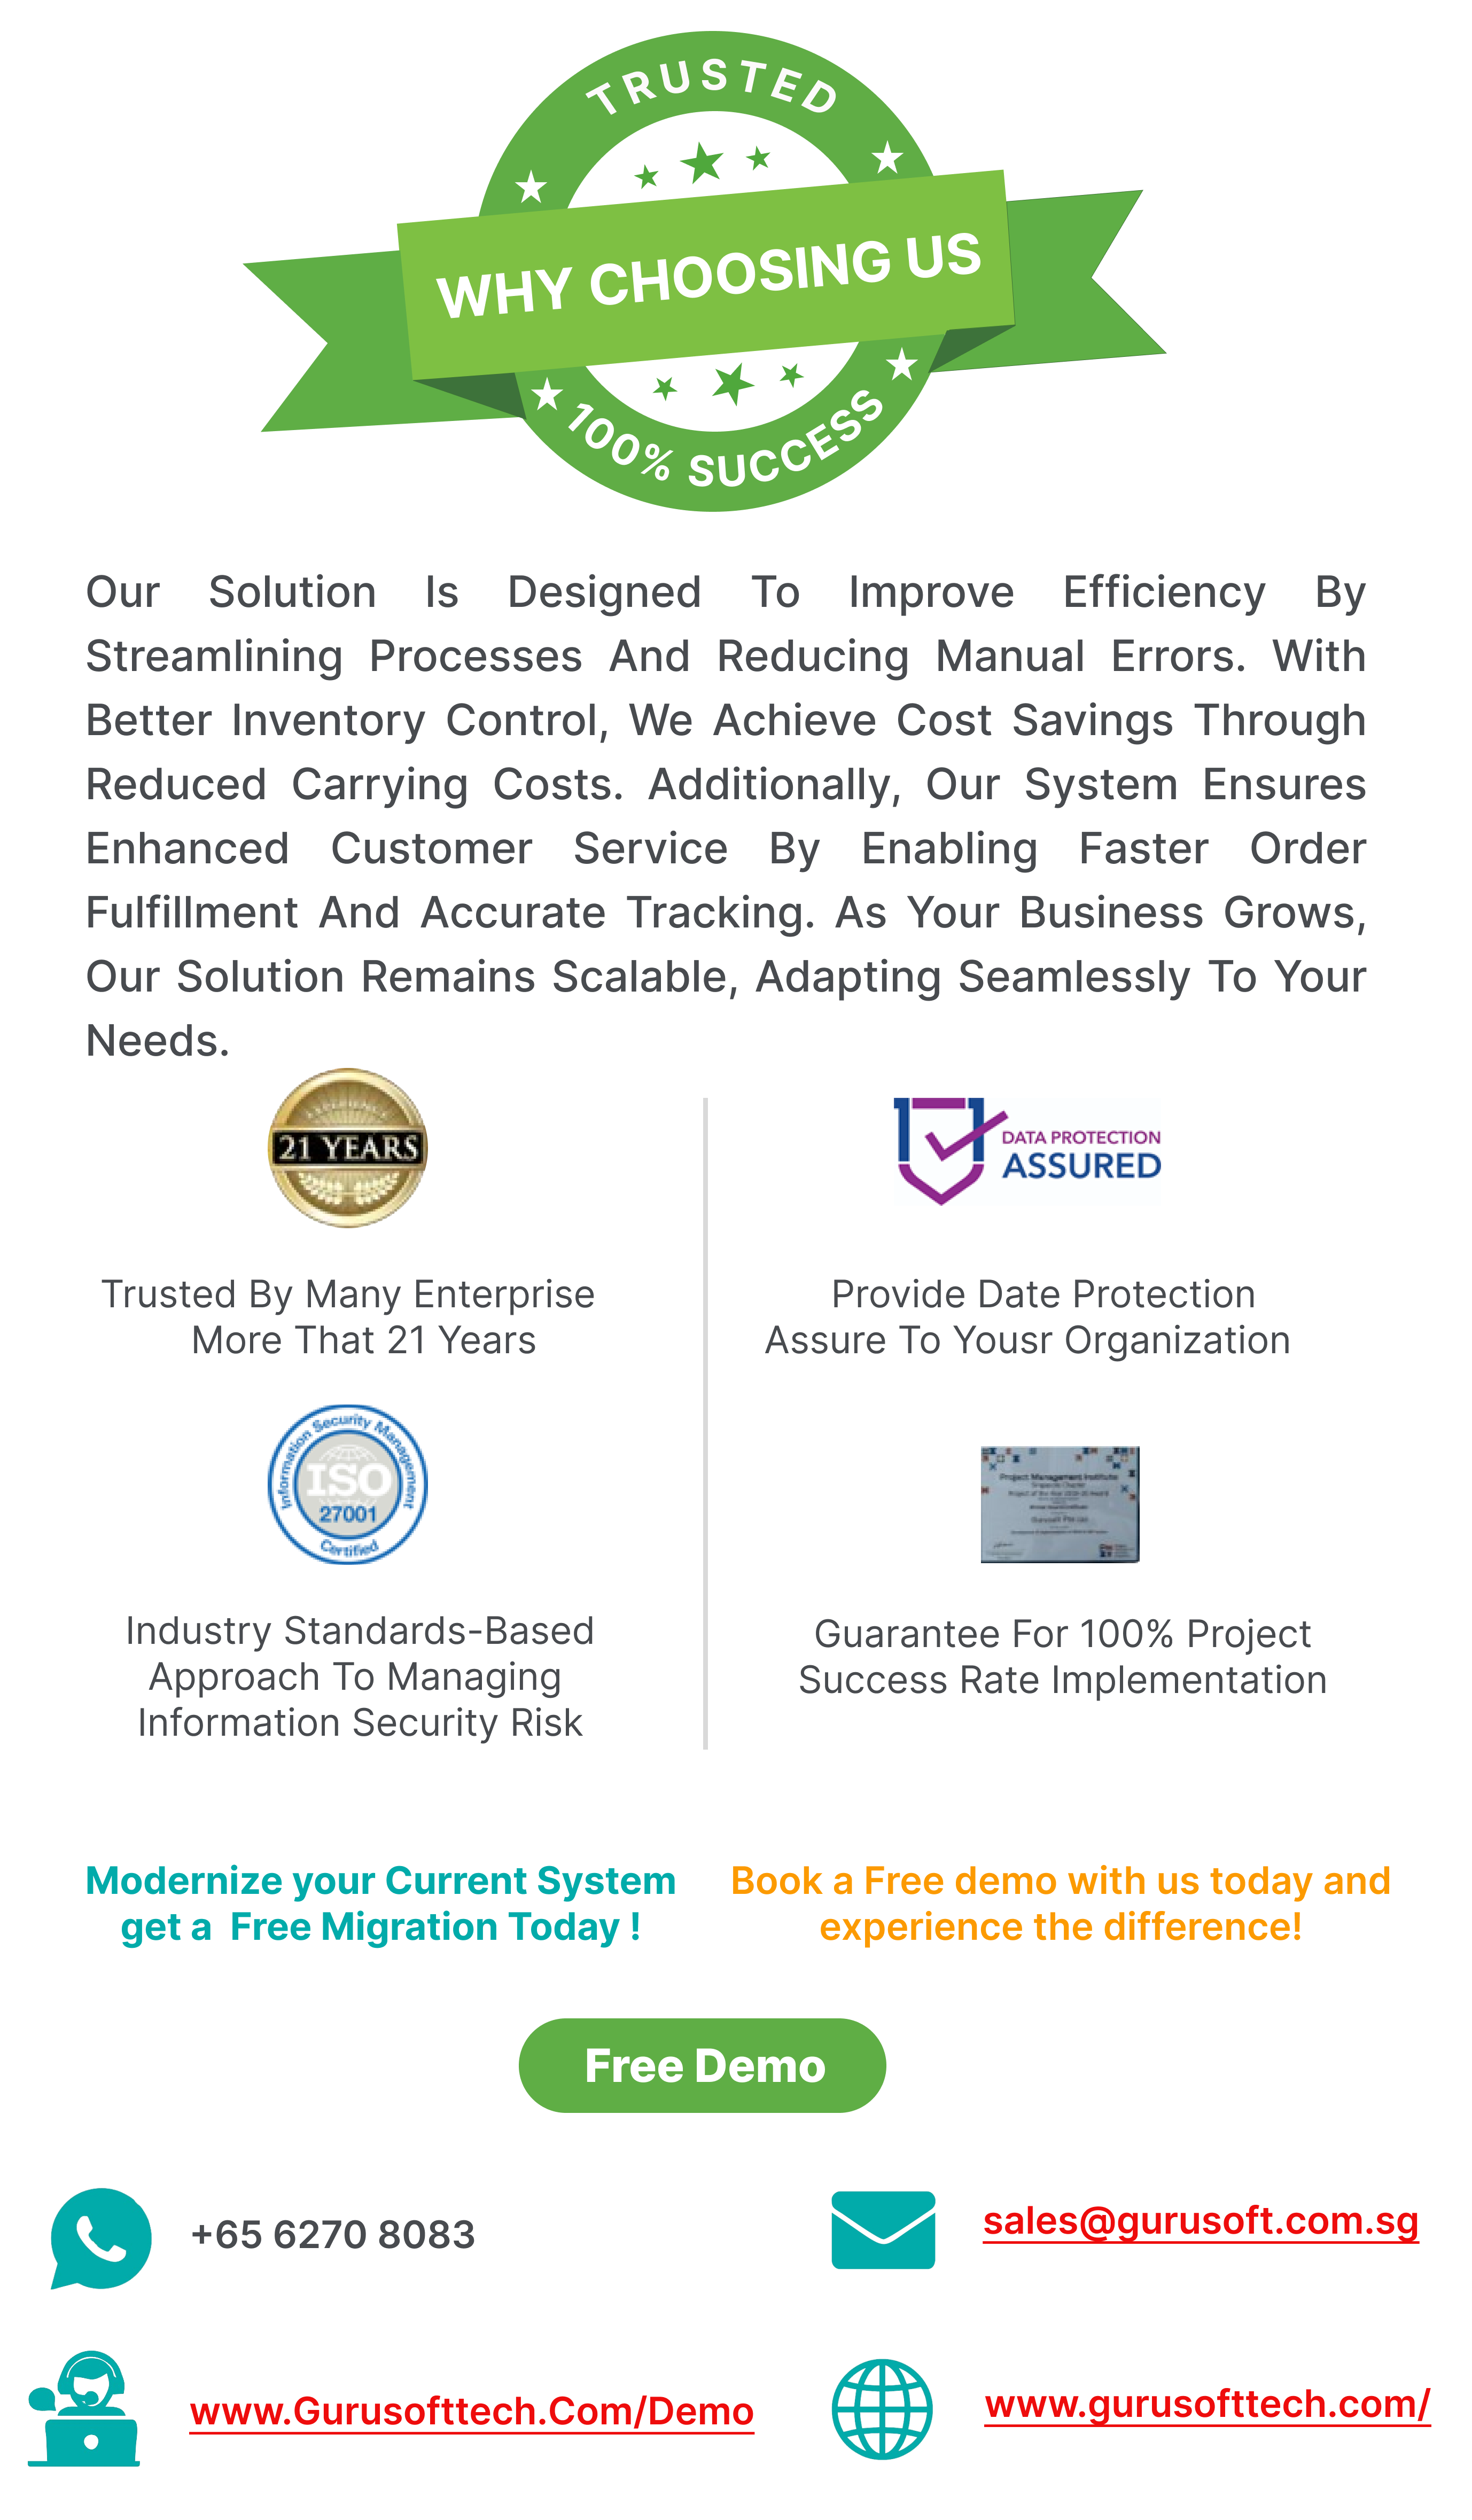 TRUSTED
WHY CHOOSING US
100% SUCCESS
Our Solution Is Designed To Improve Efficiency By
Streamlining Processes And Reducing Manual Errors. With
Better Inventory Control, We Achieve Cost Savings Through
Reduced Carrying Costs. Additionally, Our System Ensures
Enhanced Customer Service By Enabling Faster Order
Fulfillment And Accurate Tracking. As Your Business Grows,
Our Solution Remains Scalable, Adapting Seamlessly To Your
Needs.
EXPERIENCE
21 YEARS
DATA PROTECTION
ASSURED
Trusted By Many Enterprise
More That 21 Years
Provide Date Protection
Assure To Yousr Organization
Information Security Management
ISO
27001
Certified
Project Management Institute
Industry Standards-Based
Approach To Managing
Information Security Risk
Guarantee For 100% Project
Success Rate Implementation
Modernize your Current System
get a Free Migration Today !
Book a Free demo with us today and
experience the difference!
Free Demo
+65 6270 8083
sales@gurusoft.com.sg
www.Gurusofttech.Com/Demo
www.gurusofttech.com/